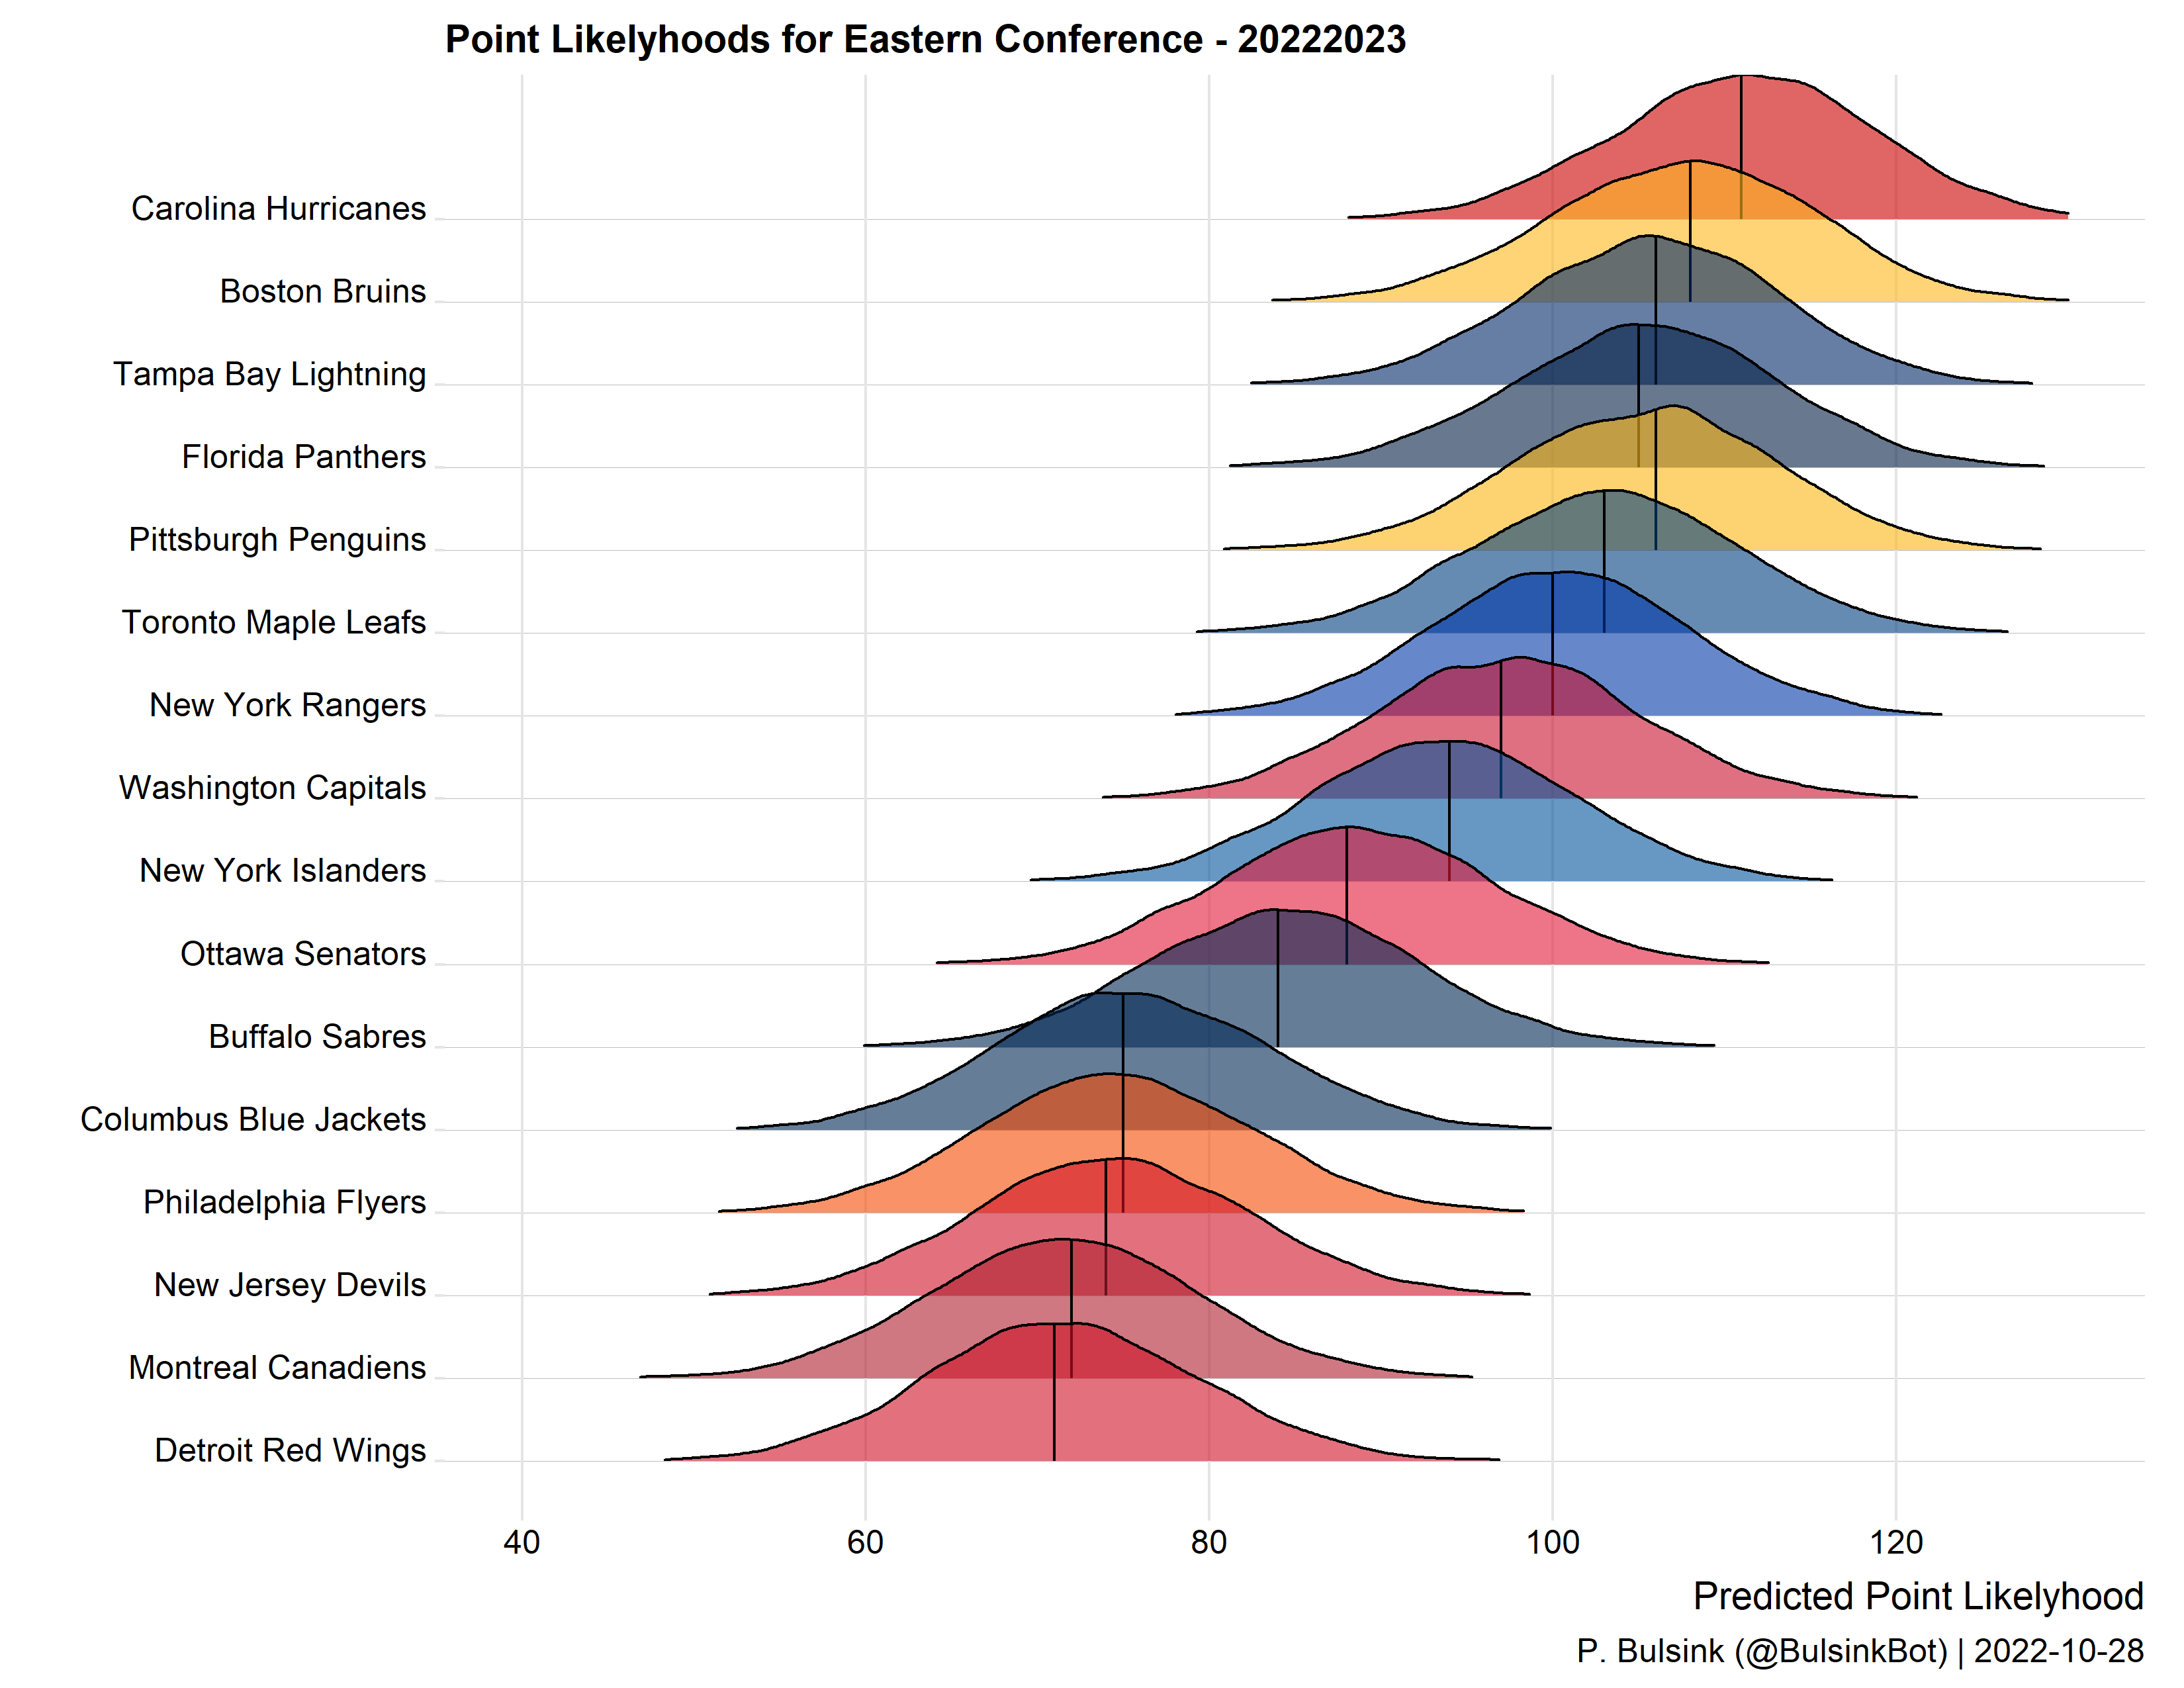 Point Likelyhoods for Eastern Conference - 20222023
Carolina Hurricanes
Boston Bruins
Tampa Bay Lightning
Florida Panthers
Pittsburgh Penguins
Toronto Maple Leafs
New York Rangers
Washington Capitals
New York Islanders
Ottawa Senators
Buffalo Sabres
Columbus Blue Jackets
Philadelphia Flyers
New Jersey Devils
Montreal Canadiens
Detroit Red Wings
40 60 80 100 120
Predicted Point Likelyhood
P. Bulsink (@BulsinkBot) | 2022-10-28